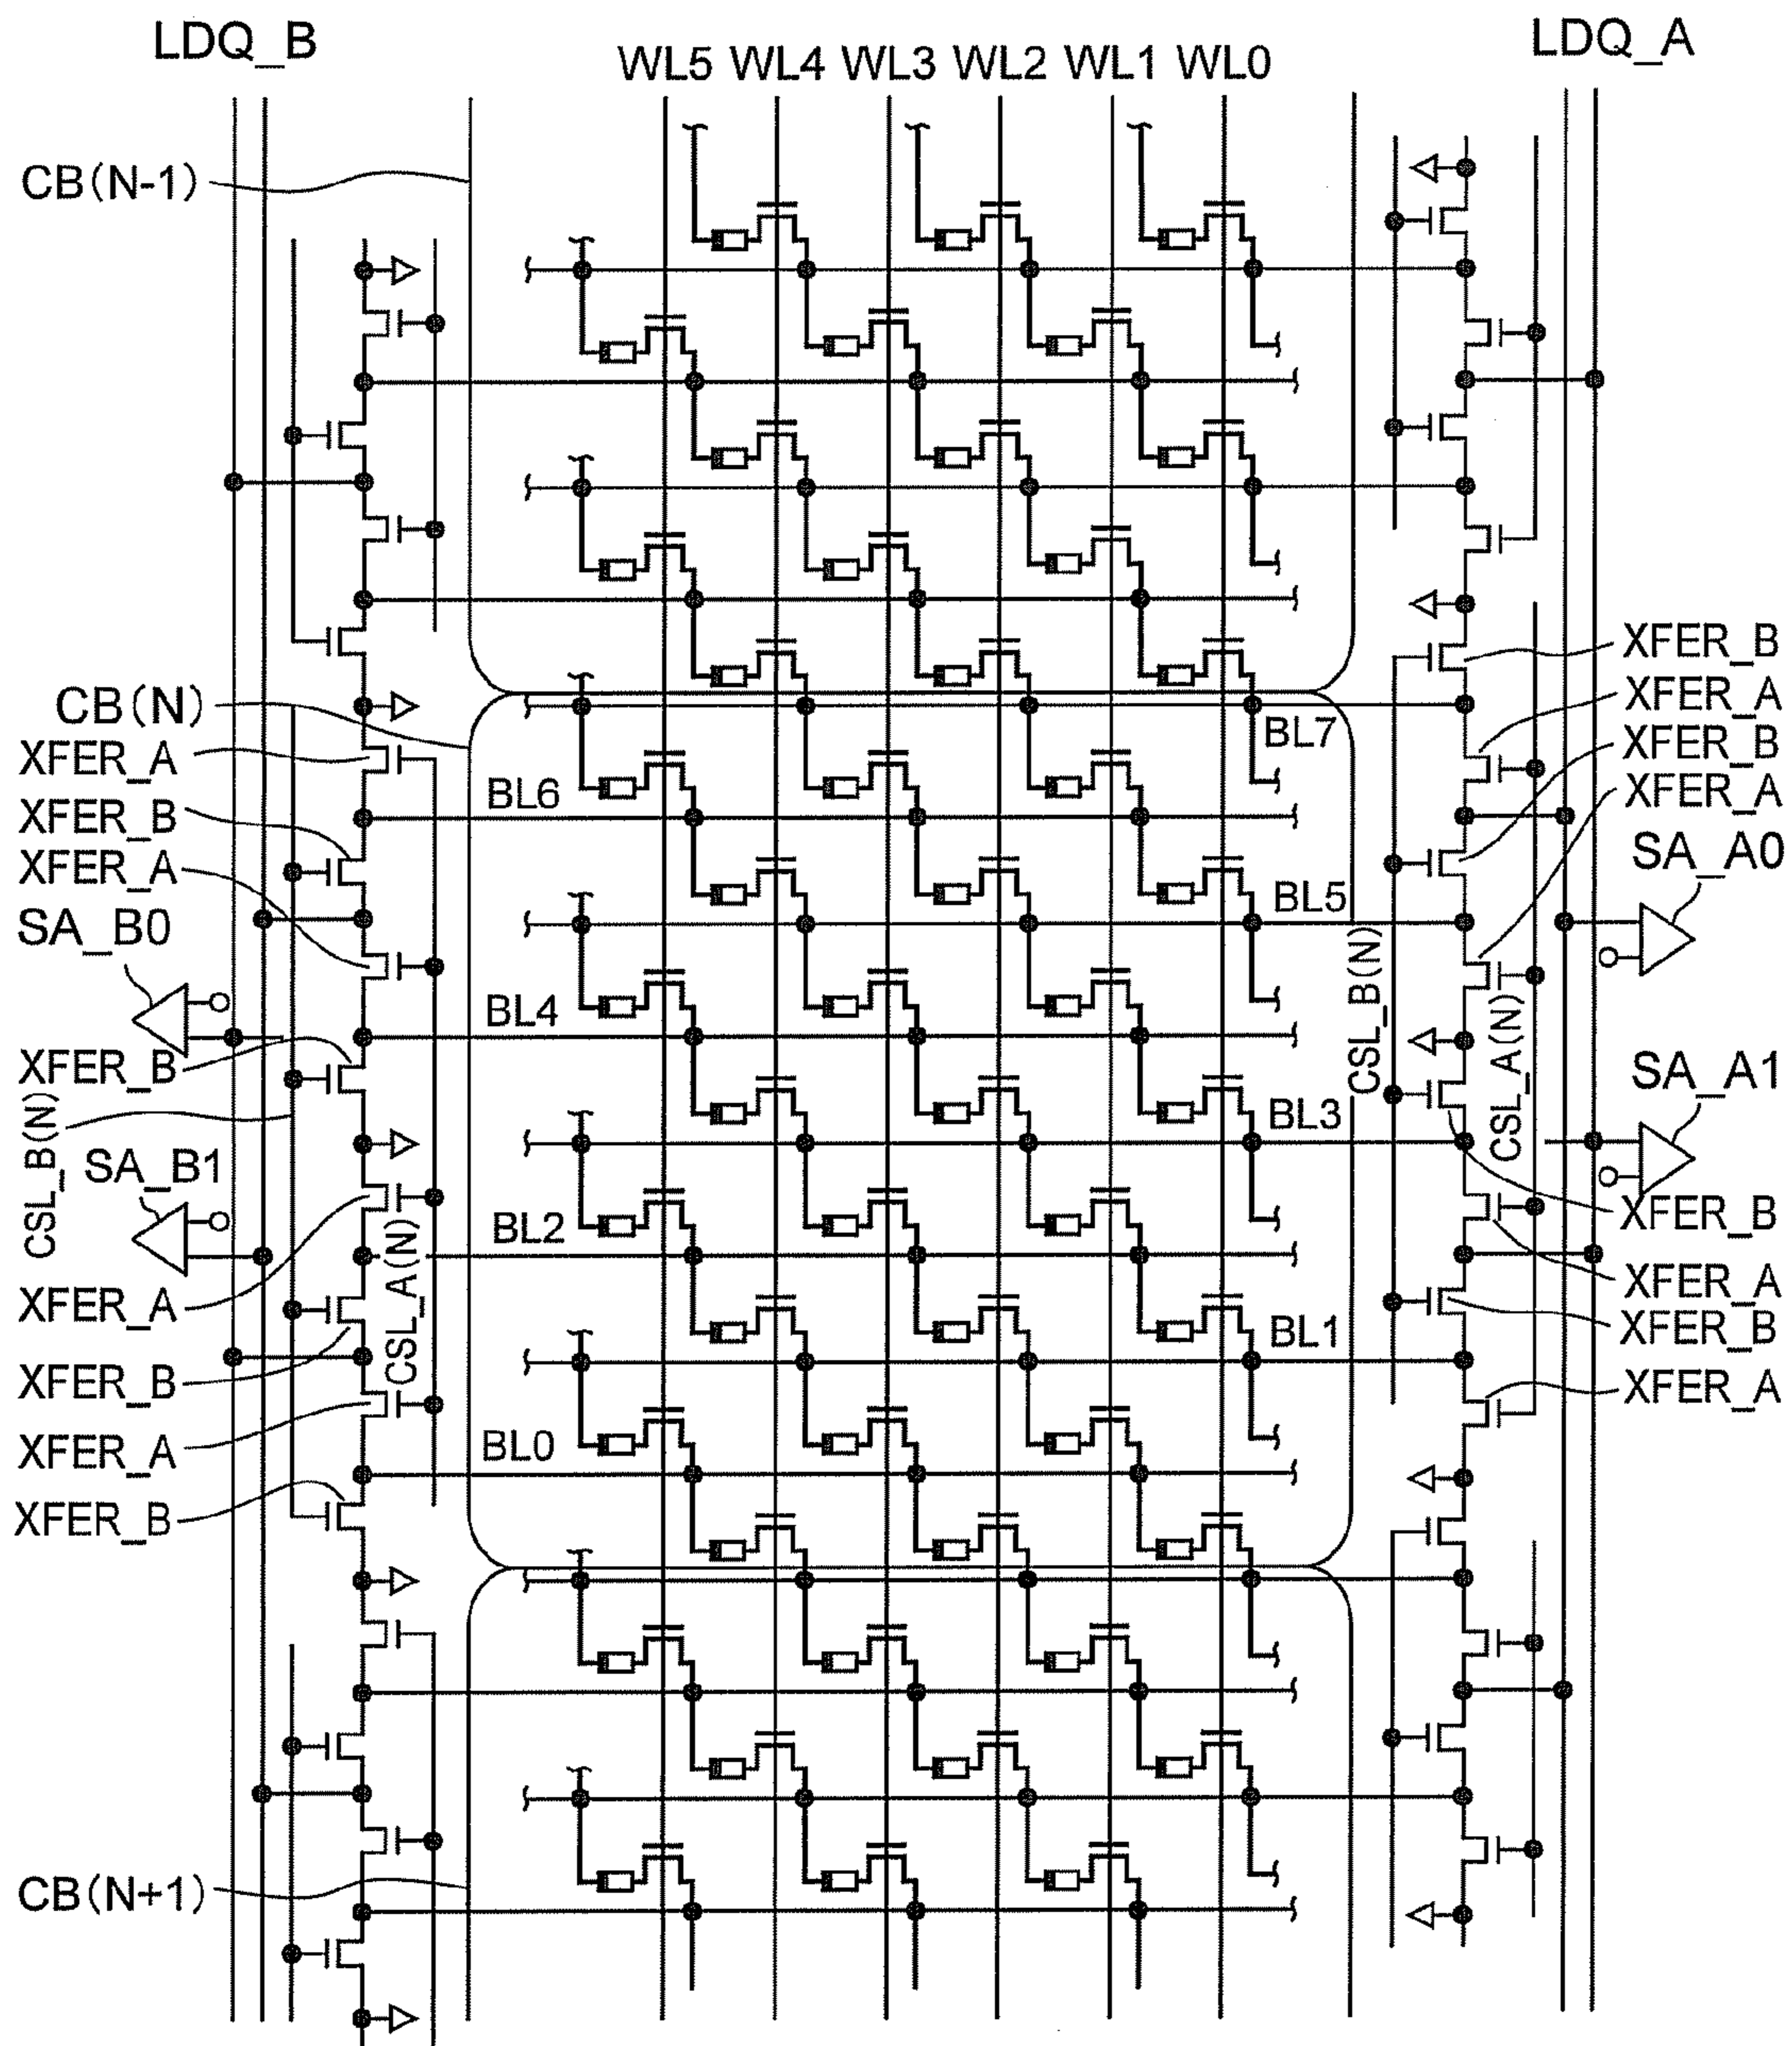 LDQ_B
LDQ_A
WL5 WL4 WL3 WL2 WL1 WL0
CB(N-1)
CB(N)
XFER_A
XFER_B
XFER_A
SA_B0
XFER_B
CSL_B(N)
SA_B1
XFER_A
CSL_A(N)
XFER_B
XFER_A
XFER_B
CB(N+1)
BL7
BL6
BL5
BL4
BL3
BL2
BL1
BL0
XFER_B
XFER_A
XFER_B
XFER_A
SA_A0
CSL_B(N)
CSL_A(N)
SA_A1
XFER_B
XFER_A
XFER_B
XFER_A